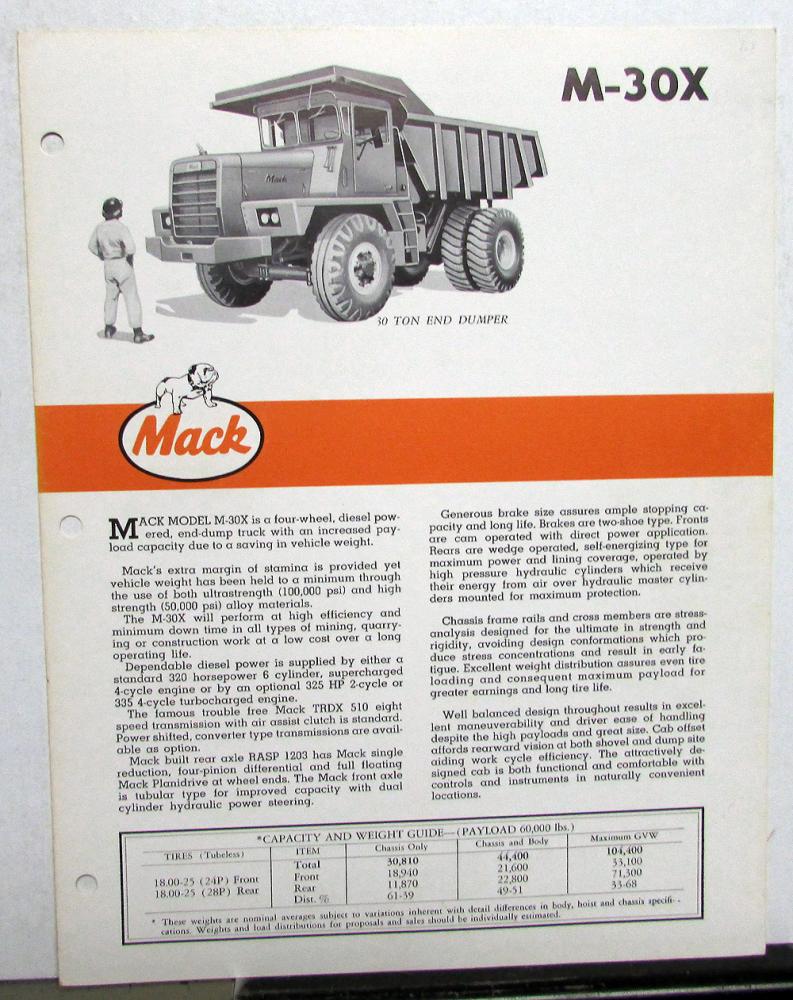 M-30X
Mack
Mack
30 TON END DUMPER
Mack
MACK MODEL M-30X is a four-wheel, diesel pow-
ered, end-dump truck with an increased pay-
load capacity due to a saving in vehicle weight.
Mack's extra margin of stamina is provided yet
vehicle weight has been held to a minimum through
the use of both ultrastrength (100,000 psi) and high
strength (50,000 psi) alloy materials.
The M-30X will perform at high efficiency and
minimum down time in all types of mining, quarry-
ing or construction work at a low cost over a long
operating life.
Dependable diesel power is supplied by either a
standard 320 horsepower 6 cylinder, supercharged
4-cycle engine or by an optional 325 HP 2-cycle or
335 4-cycle turbocharged engine.
The famous trouble free Mack TRDX 510 eight
speed transmission with air assist clutch is standard.
Power shifted, converter type transmissions are avail-
able as option.
Mack built rear axle RASP 1203 has Mack single
reduction, four-pinion differential and full floating
Mack Planidrive at wheel ends. The Mack front axle
is tubular type for improved capacity with dual
cylinder hydraulic power steering.
Generous brake size assures ample stopping ca-
pacity and long life. Brakes are two-shoe type. Fronts
are cam operated with direct power application.
Rears are wedge operated, self-energizing type for
maximum power and lining coverage, operated by
high pressure hydraulic cylinders which receive
their energy from air over hydraulic master cylin-
ders mounted for maximum protection.
Chassis frame rails and cross members are stress-
analysis designed for the ultimate in strength and
rigidity, avoiding design conformations which pro-
duce stress concentrations and result in early fa-
tigue. Excellent weight distribution assures even tire
loading and consequent maximum payload for
greater earnings and long tire life.
Well balanced design throughout results in excel-
lent maneuverability and driver ease of handling
despite the high payloads and great size. Cab offset
affords rearward vision at both shovel and dump site
aiding work cycle efficiency. The attractively de-
signed cab is both functional and comfortable with
controls and instruments in naturally convenient
locations.
*CAPACITY AND WEIGHT GUIDE—(PAYLOAD 60,000 lbs.)
TIRES (Tubeless) ITEM Chassis Only Chassis and Body Maximum GVW
Total 30,810 44,400 104,400
18.00-25 (24P) Front Front 18,940 21,600 33,100
18.00-25 (28P) Rear Rear 11,870 22,800 71,300
Dist. % 61-39 49-51 33-68
* These weights are nominal averages subject to variations inherent with detail differences in body, hoist and chassis specifi-
cations. Weights and load distributions for proposals and sales should be individually estimated.